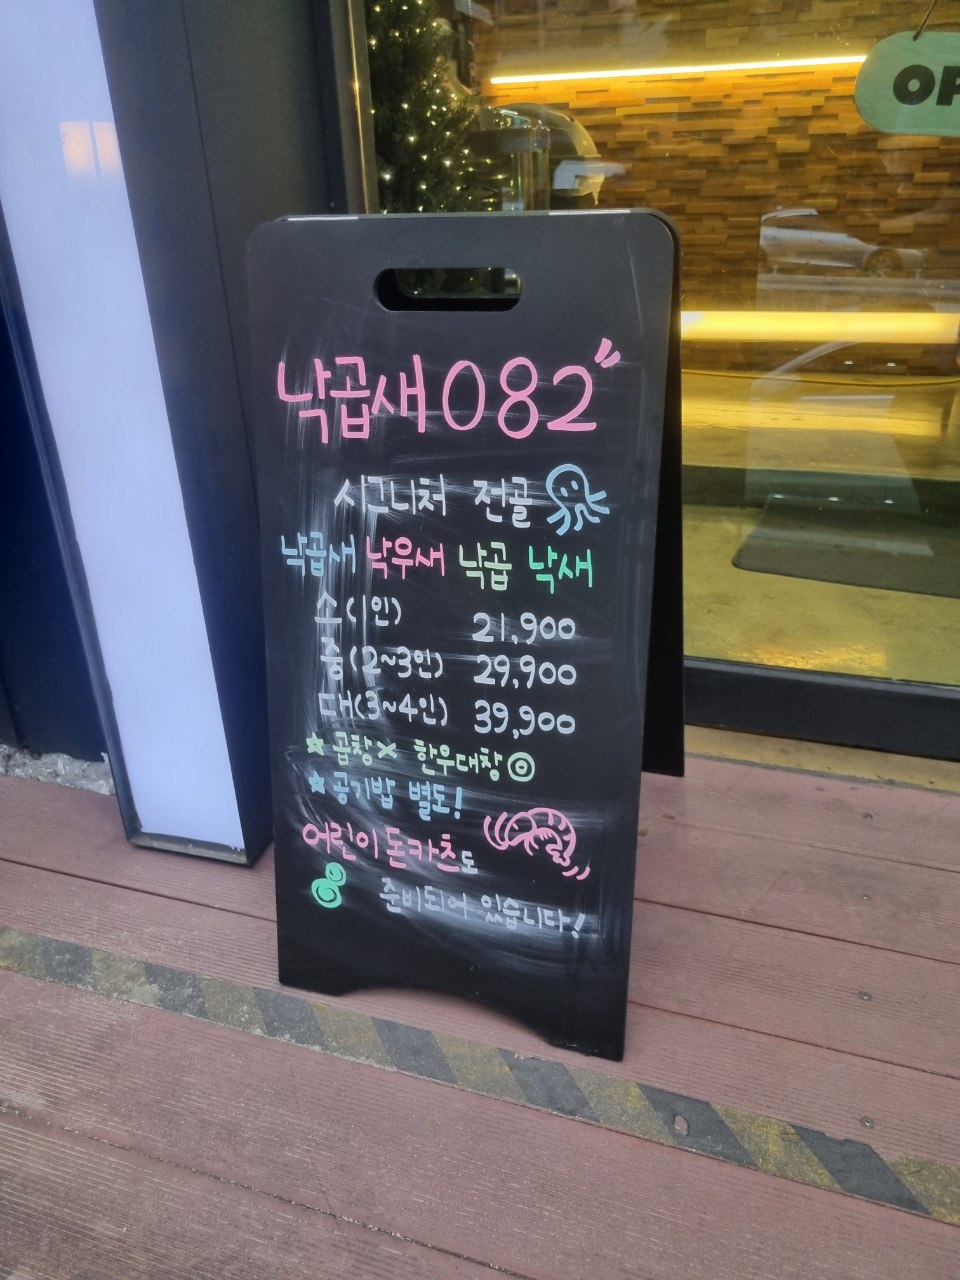 OP
낙곱새 082"
시그니처 전골
낙곱새 낙우새 낙곱 낙새
소(1인) 21,900
중(2~3인) 29,900
대(3~4인) 39,900
★ 곱창× 한우대창◎
★ 공기밥 별도!
어린이 돈카츠도
준비되어 있습니다!